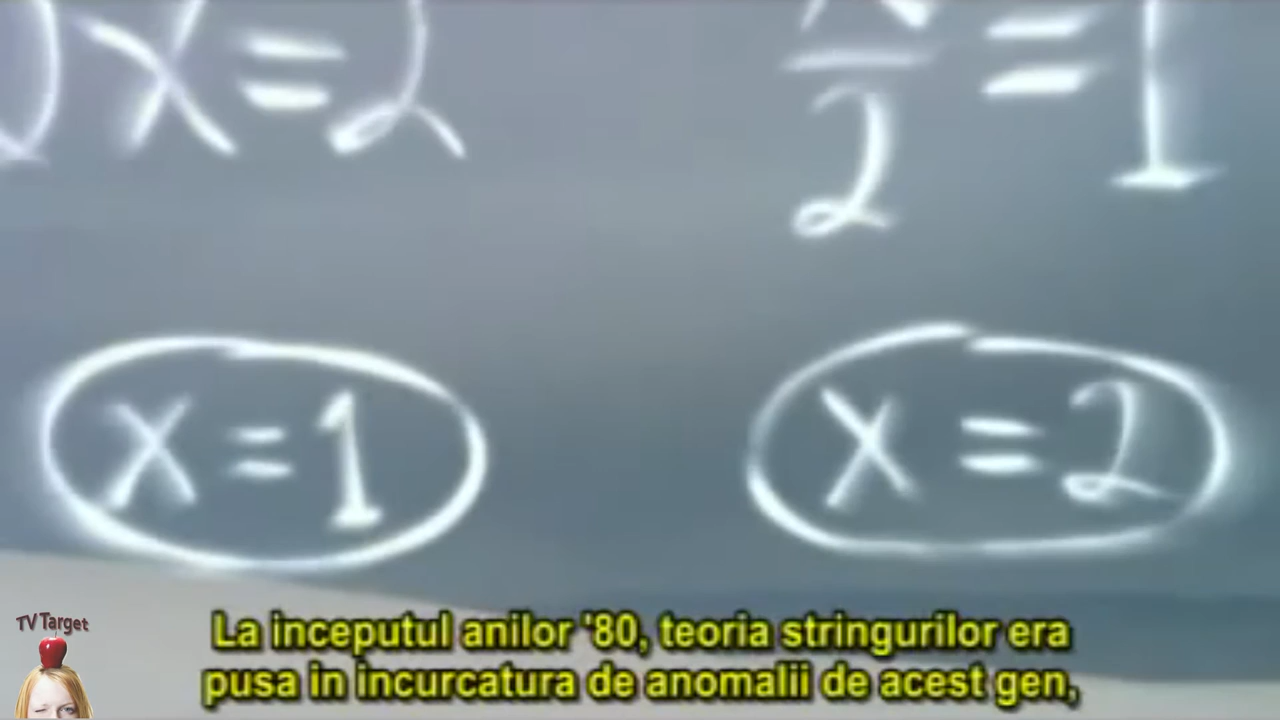 x=2
2 =1
x=1
x=2
TV Target
La inceputul anilor '80, teoria stringurilor era
pusa in incurcatura de anomalii de acest gen,